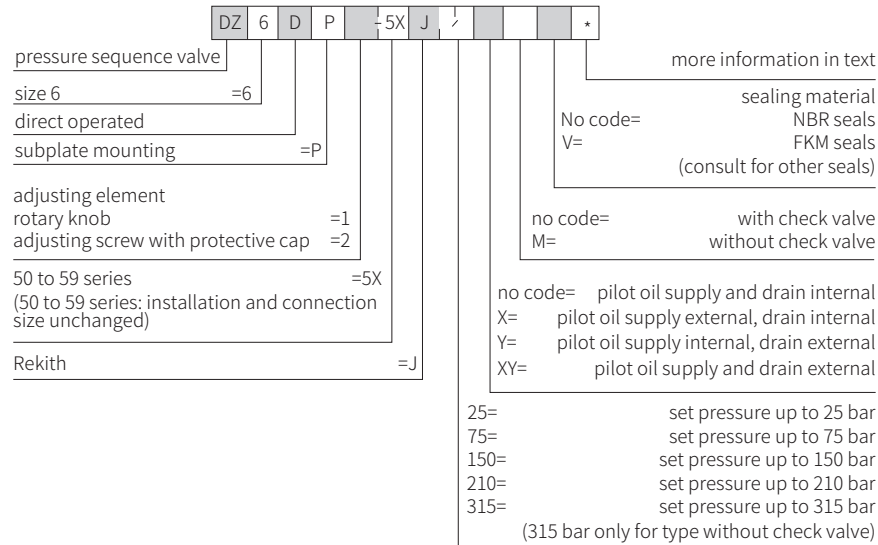 DZ 6 D P -5X J / *
pressure sequence valve
size 6 =6
direct operated
subplate mounting =P
adjusting element
rotary knob =1
adjusting screw with protective cap =2
50 to 59 series =5X
(50 to 59 series: installation and connection
size unchanged)
Rekith =J
more information in text
sealing material
No code= NBR seals
V= FKM seals
(consult for other seals)
no code= with check valve
M= without check valve
no code= pilot oil supply and drain internal
X= pilot oil supply external, drain internal
Y= pilot oil supply internal, drain external
XY= pilot oil supply and drain external
25= set pressure up to 25 bar
75= set pressure up to 75 bar
150= set pressure up to 150 bar
210= set pressure up to 210 bar
315= set pressure up to 315 bar
(315 bar only for type without check valve)